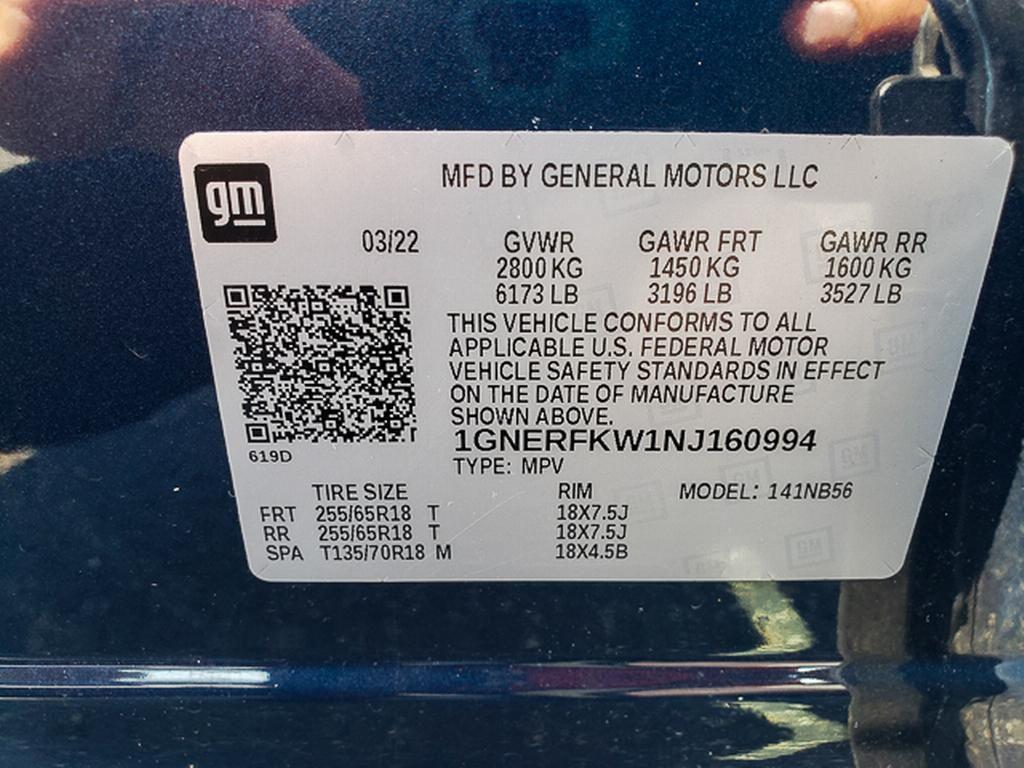 gm
MFD BY GENERAL MOTORS LLC
03/22 GVWR GAWR FRT GAWR RR
2800 KG 1450 KG 1600 KG
6173 LB 3196 LB 3527 LB
THIS VEHICLE CONFORMS TO ALL
APPLICABLE U.S. FEDERAL MOTOR
VEHICLE SAFETY STANDARDS IN EFFECT
ON THE DATE OF MANUFACTURE
SHOWN ABOVE.
1GNERFKW1NJ160994
619D
TYPE: MPV
TIRE SIZE RIM MODEL: 141NB56
FRT 255/65R18 T 18X7.5J
RR 255/65R18 T 18X7.5J
SPA T135/70R18 M 18X4.5B